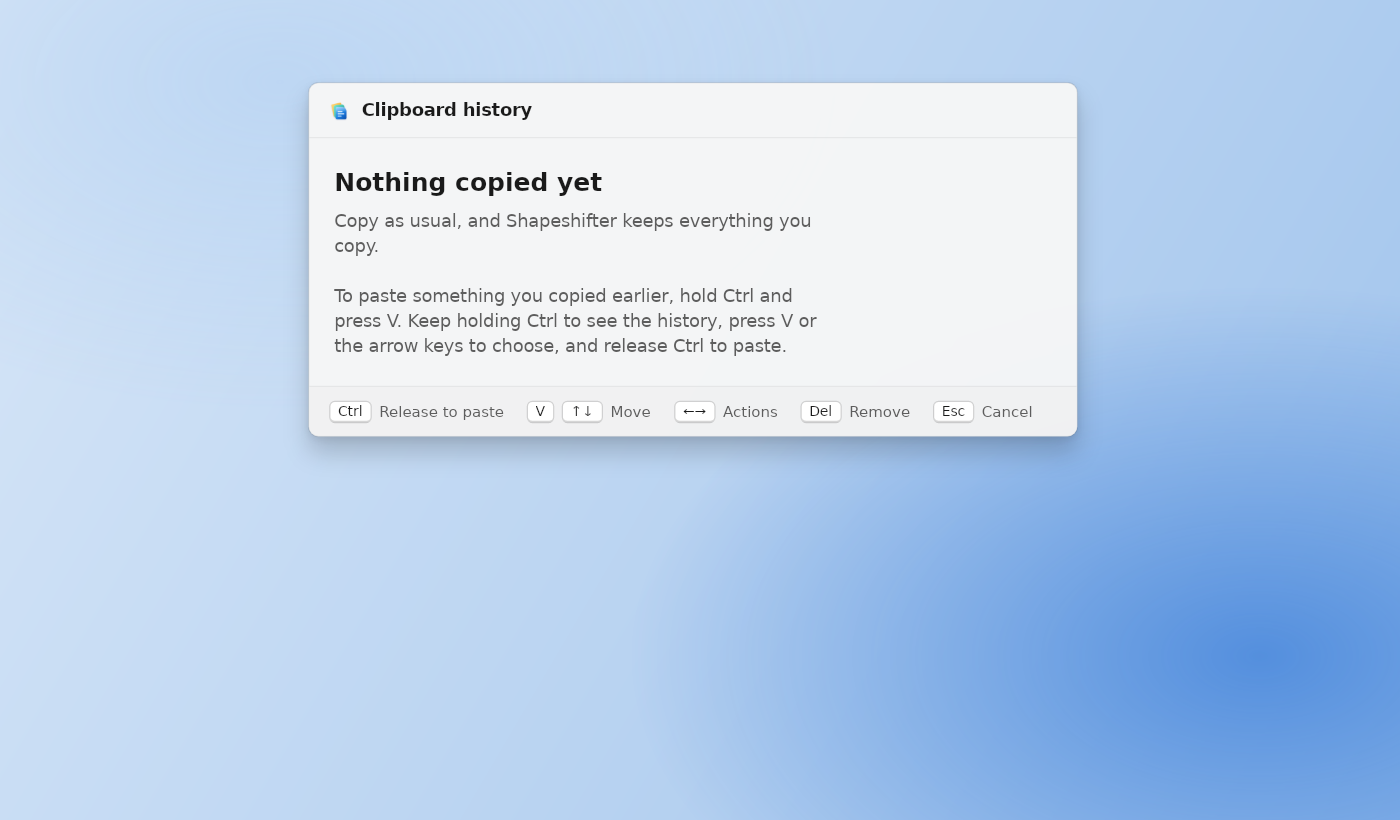 Clipboard history
Nothing copied yet
Copy as usual, and Shapeshifter keeps everything you
copy.
To paste something you copied earlier, hold Ctrl and
press V. Keep holding Ctrl to see the history, press V or
the arrow keys to choose, and release Ctrl to paste.
Ctrl Release to paste V ↑↓ Move ←→ Actions Del Remove Esc Cancel